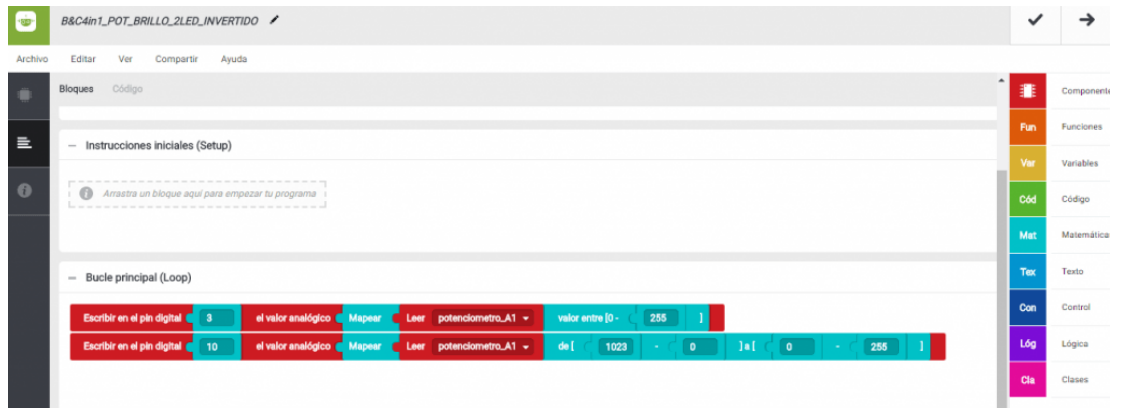 B&C4in1_POT_BRILLO_2LED_INVERTIDO
Archivo Editar Ver Compartir Ayuda
Bloques Código
Componente
Fun Funciones
– Instrucciones iniciales (Setup)
Ver Variables
Arrastra un bloque aquí para empezar tu programa
Cód Código
Mat Matemática
– Bucle principal (Loop)
Tex Texto
Con Control
Escribir en el pin digital 3 el valor analógico Mapear Leer potenciometro_A1 valor entre [0 - 255 ]
Escribir en el pin digital 10 el valor analógico Mapear Leer potenciometro_A1 de [ 1023 - 0 ] a [ 0 - 255 ]
Lóg Lógica
Cla Clases